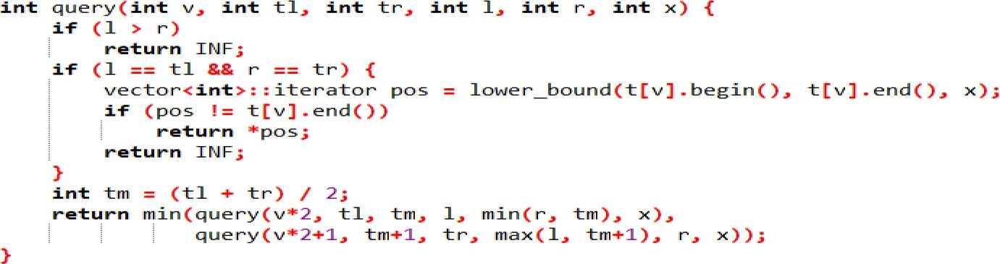 int query(int v, int tl, int tr, int l, int r, int x) {
    if (l > r)
        return INF;
    if (l == tl && r == tr) {
        vector<int>::iterator pos = lower_bound(t[v].begin(), t[v].end(), x);
        if (pos != t[v].end())
            return *pos;
        return INF;
    }
    int tm = (tl + tr) / 2;
    return min(query(v*2, tl, tm, l, min(r, tm), x),
               query(v*2+1, tm+1, tr, max(l, tm+1), r, x));
}